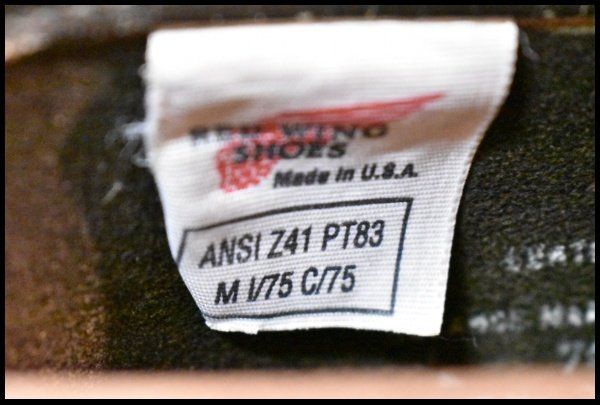 RED WING
SHOES
Made in U.S.A.
ANSI Z41 PT83
M I/75 C/75